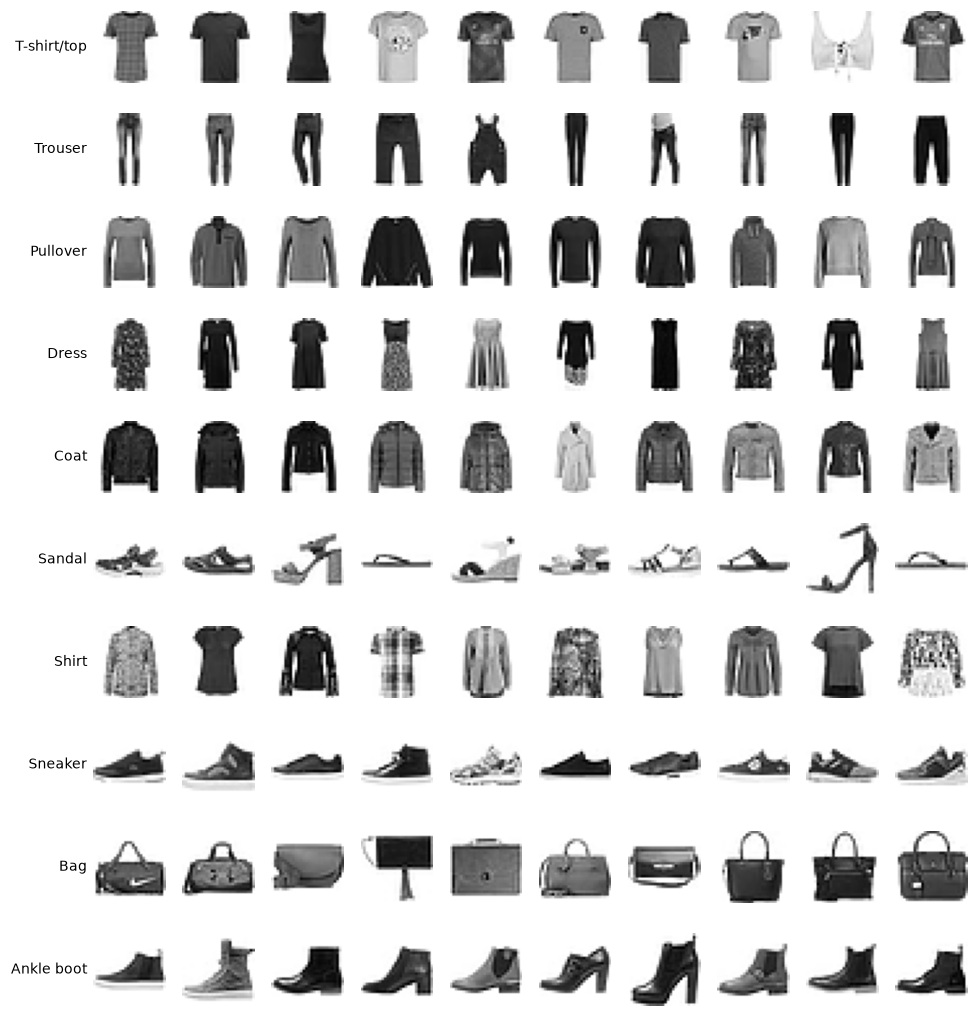 T-shirt/top
Trouser
Pullover
Dress
Coat
Sandal
Shirt
Sneaker
Bag
Ankle boot